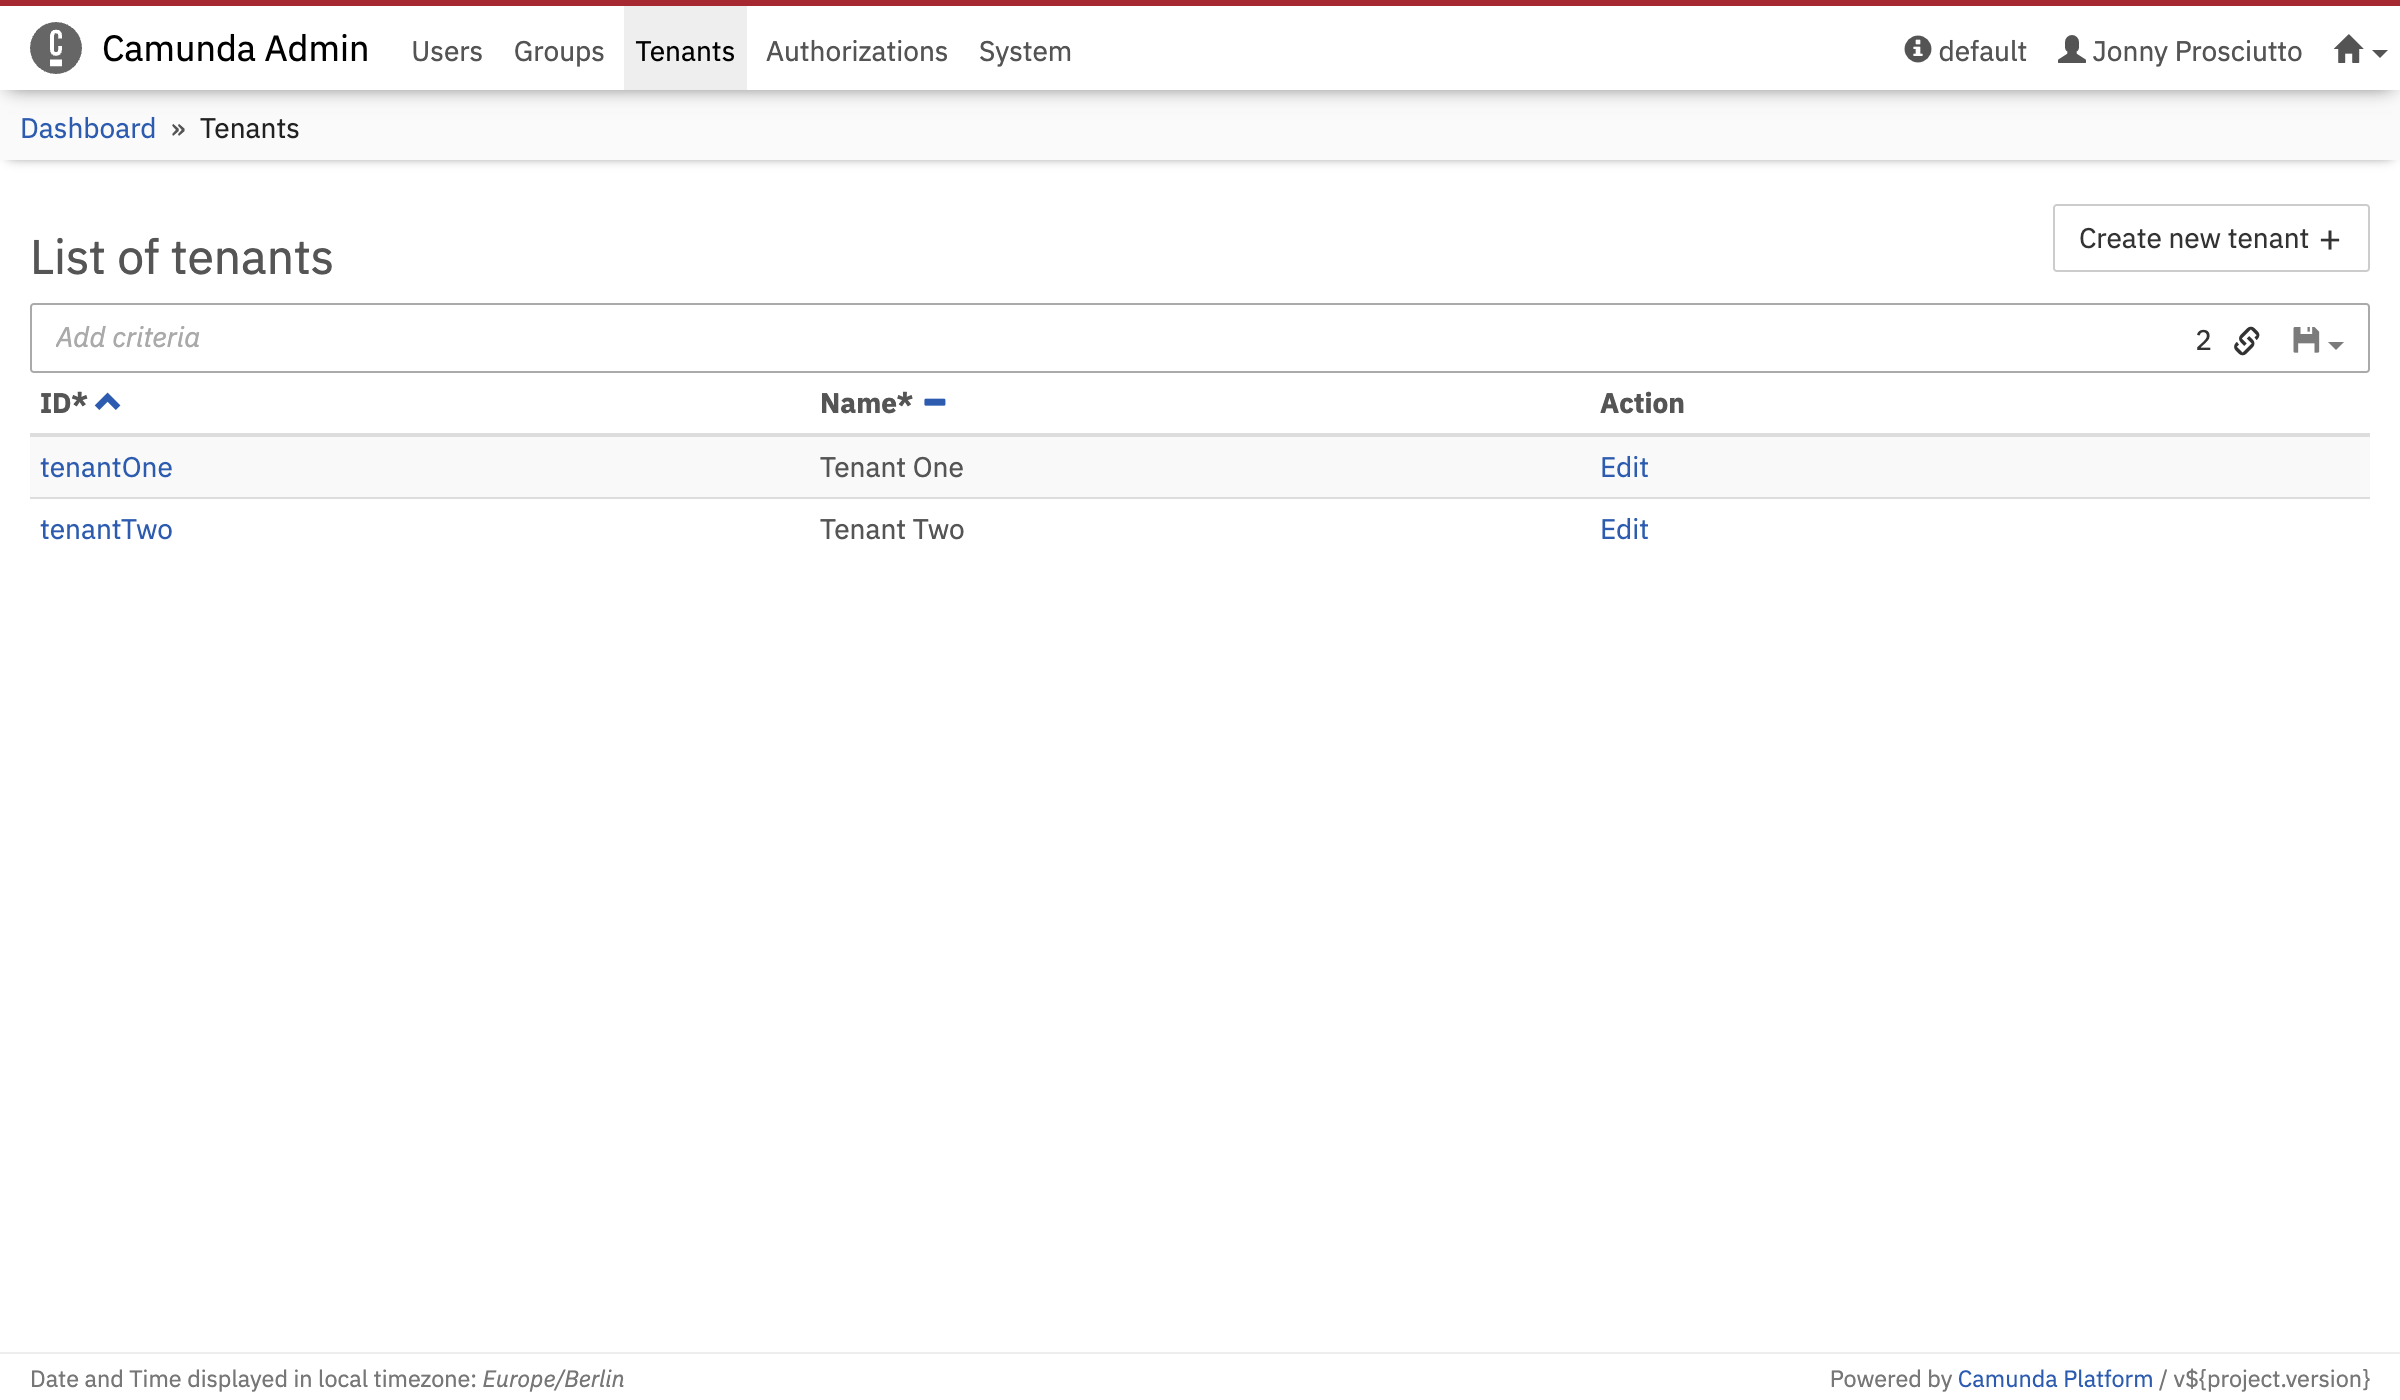 Camunda Admin Users Groups Tenants Authorizations System default Jonny Prosciutto
Dashboard » Tenants
List of tenants
Create new tenant +
Add criteria 2
ID* Name* Action
tenantOne Tenant One Edit
tenantTwo Tenant Two Edit
Date and Time displayed in local timezone: Europe/Berlin Powered by Camunda Platform / v${project.version}